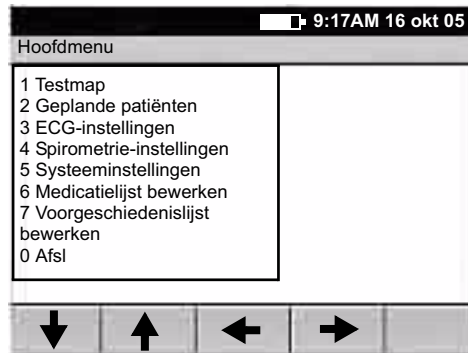 9:17AM 16 okt 05
Hoofdmenu
1 Testmap
2 Geplande patiënten
3 ECG-instellingen
4 Spirometrie-instellingen
5 Systeeminstellingen
6 Medicatielijst bewerken
7 Voorgeschiedenislijst
bewerken
0 Afsl